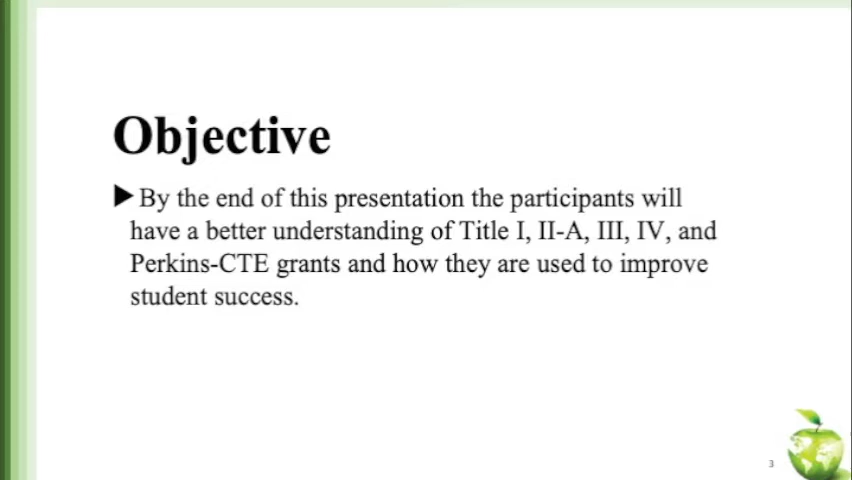 Objective
▶By the end of this presentation the participants will
have a better understanding of Title I, II-A, III, IV, and
Perkins-CTE grants and how they are used to improve
student success.
3